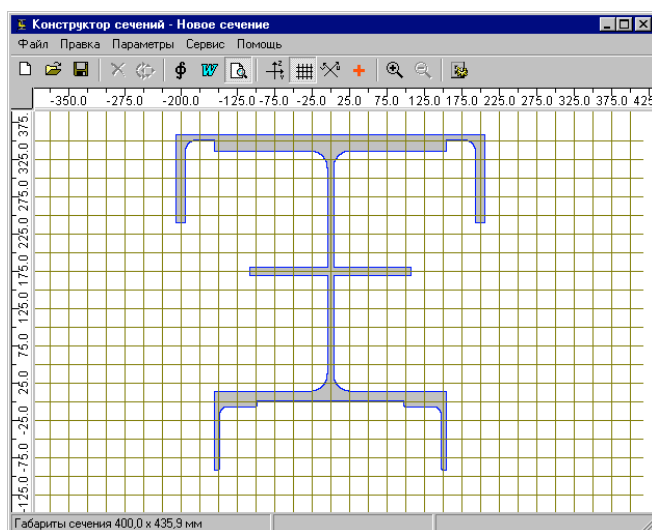 Конструктор сечений - Новое сечение
Файл Правка Параметры Сервис Помощь
-350.0 -275.0 -200.0 -125.0 -75.0 -25.0 25.0 75.0 125.0 175.0 225.0 275.0 325.0 375.0 425
375.
325.0
275.0
225.0
175.0
125.0
75.0
25.0
-25.0
-75.0
-125.0
Габариты сечения 400,0 x 435,9 мм